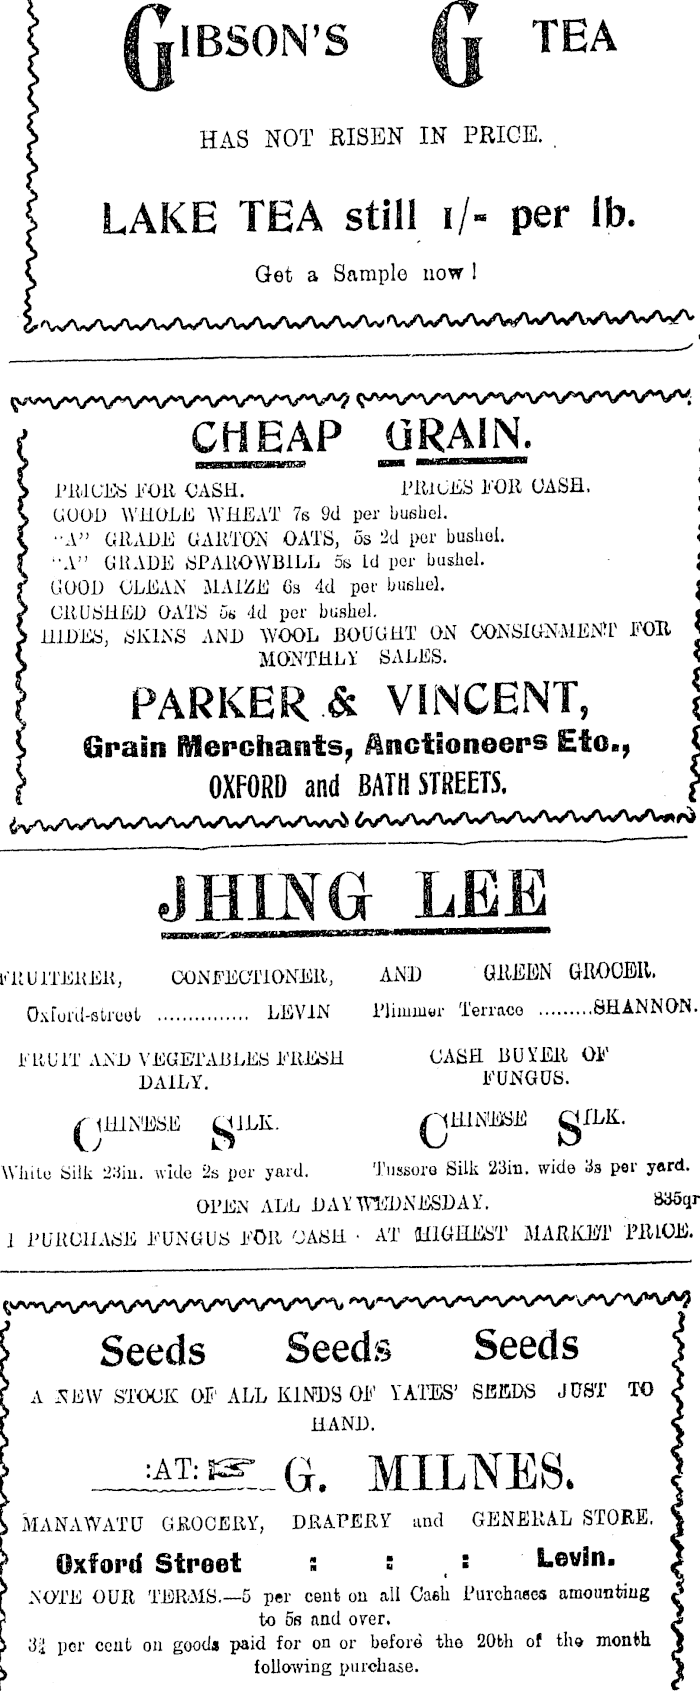 GIBSON'S G TEA
HAS NOT RISEN IN PRICE.
LAKE TEA still 1/- per lb.
Get a Sample now!
CHEAP GRAIN.
PRICES FOR CASH. PRICES FOR CASH.
GOOD WHOLE WHEAT 7s 9d per bushel.
"A" GRADE GARTON OATS, 5s 2d per bushel.
"A" GRADE SPAROWBILL 5s 1d per bushel.
GOOD CLEAN MAIZE 6s 4d per bushel.
CRUSHED OATS 5s 4d per bushel.
HIDES, SKINS AND WOOL BOUGHT ON CONSIGNMENT FOR
MONTHLY SALES.
PARKER & VINCENT,
Grain Merchants, Anctioneers Etc.,
OXFORD and BATH STREETS.
JHING LEE
FRUITERER, CONFECTIONER, AND GREEN GROCER.
Oxford-street ............... LEVIN Plimmer Terrace .........SHANNON.
FRUIT AND VEGETABLES FRESH
DAILY.
CASH BUYER OF
FUNGUS.
CHINESE SILK. CHINESE SILK.
White Silk 23in. wide 2s per yard. Tussore Silk 23in. wide 3s per yard.
OPEN ALL DAY WEDNESDAY. 835qr
I PURCHASE FUNGUS FOR CASH AT HIGHEST MARKET PRICE.
Seeds Seeds Seeds
A NEW STOCK OF ALL KINDS OF YATES' SEEDS JUST TO
HAND.
:AT: G. MILNES.
MANAWATU GROCERY, DRAPERY and GENERAL STORE.
Oxford Street : : : Levin.
NOTE OUR TERMS.—5 per cent on all Cash Purchases amounting
to 5s and over.
3¾ per cent on goods paid for on or before the 20th of the month
following purchase.